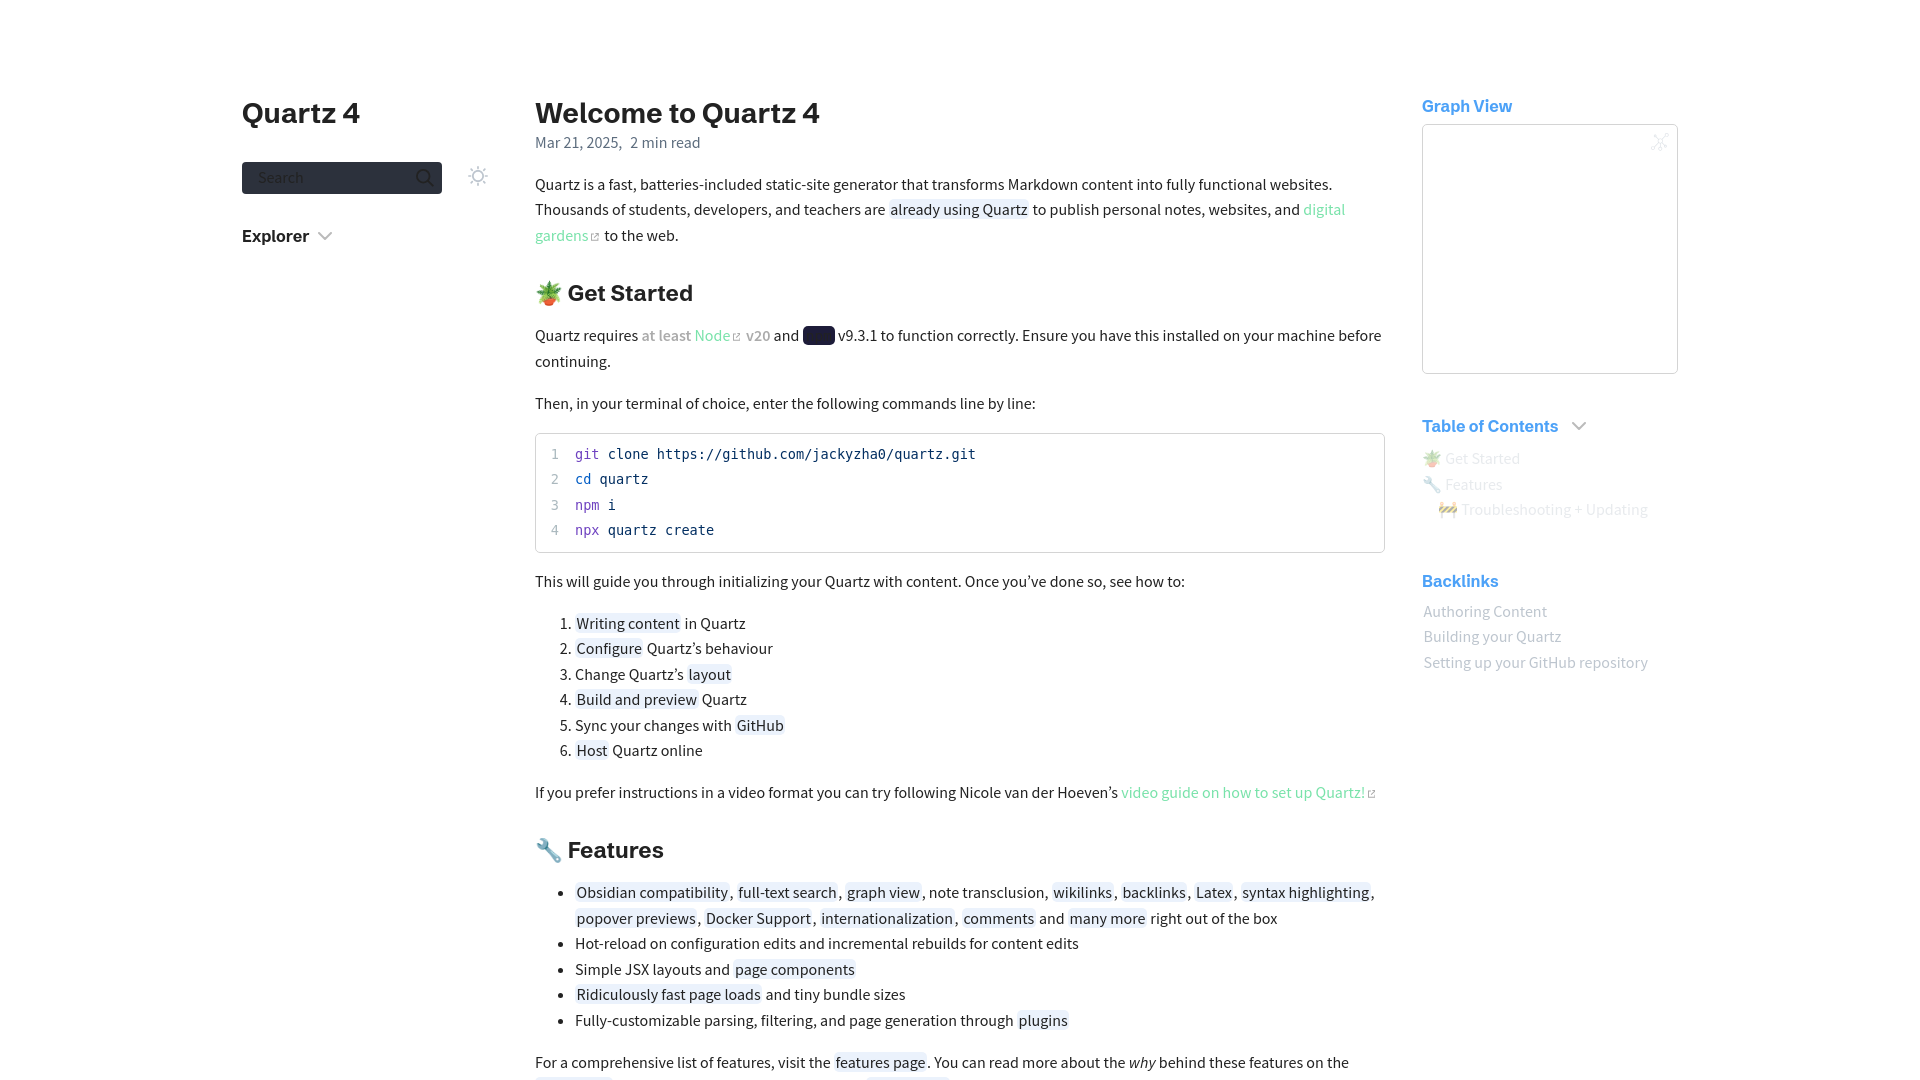 Quartz 4
Search
Explorer
Welcome to Quartz 4
Mar 21, 2025, 2 min read
Quartz is a fast, batteries-included static-site generator that transforms Markdown content into fully functional websites.
Thousands of students, developers, and teachers are already using Quartz to publish personal notes, websites, and digital
gardens to the web.
🪴 Get Started
Quartz requires at least Node v20 and v9.3.1 to function correctly. Ensure you have this installed on your machine before
continuing.
Then, in your terminal of choice, enter the following commands line by line:
1 git clone https://github.com/jackyzha0/quartz.git
2 cd quartz
3 npm i
4 npx quartz create
This will guide you through initializing your Quartz with content. Once you’ve done so, see how to:
1. Writing content in Quartz
2. Configure Quartz’s behaviour
3. Change Quartz’s layout
4. Build and preview Quartz
5. Sync your changes with GitHub
6. Host Quartz online
If you prefer instructions in a video format you can try following Nicole van der Hoeven’s video guide on how to set up Quartz!
🔧 Features
• Obsidian compatibility, full-text search, graph view, note transclusion, wikilinks, backlinks, Latex, syntax highlighting,
popover previews, Docker Support, internationalization, comments and many more right out of the box
• Hot-reload on configuration edits and incremental rebuilds for content edits
• Simple JSX layouts and page components
• Ridiculously fast page loads and tiny bundle sizes
• Fully-customizable parsing, filtering, and page generation through plugins
For a comprehensive list of features, visit the features page. You can read more about the why behind these features on the
Graph View
Table of Contents
🪴 Get Started
🔧 Features
🚧 Troubleshooting + Updating
Backlinks
Authoring Content
Building your Quartz
Setting up your GitHub repository